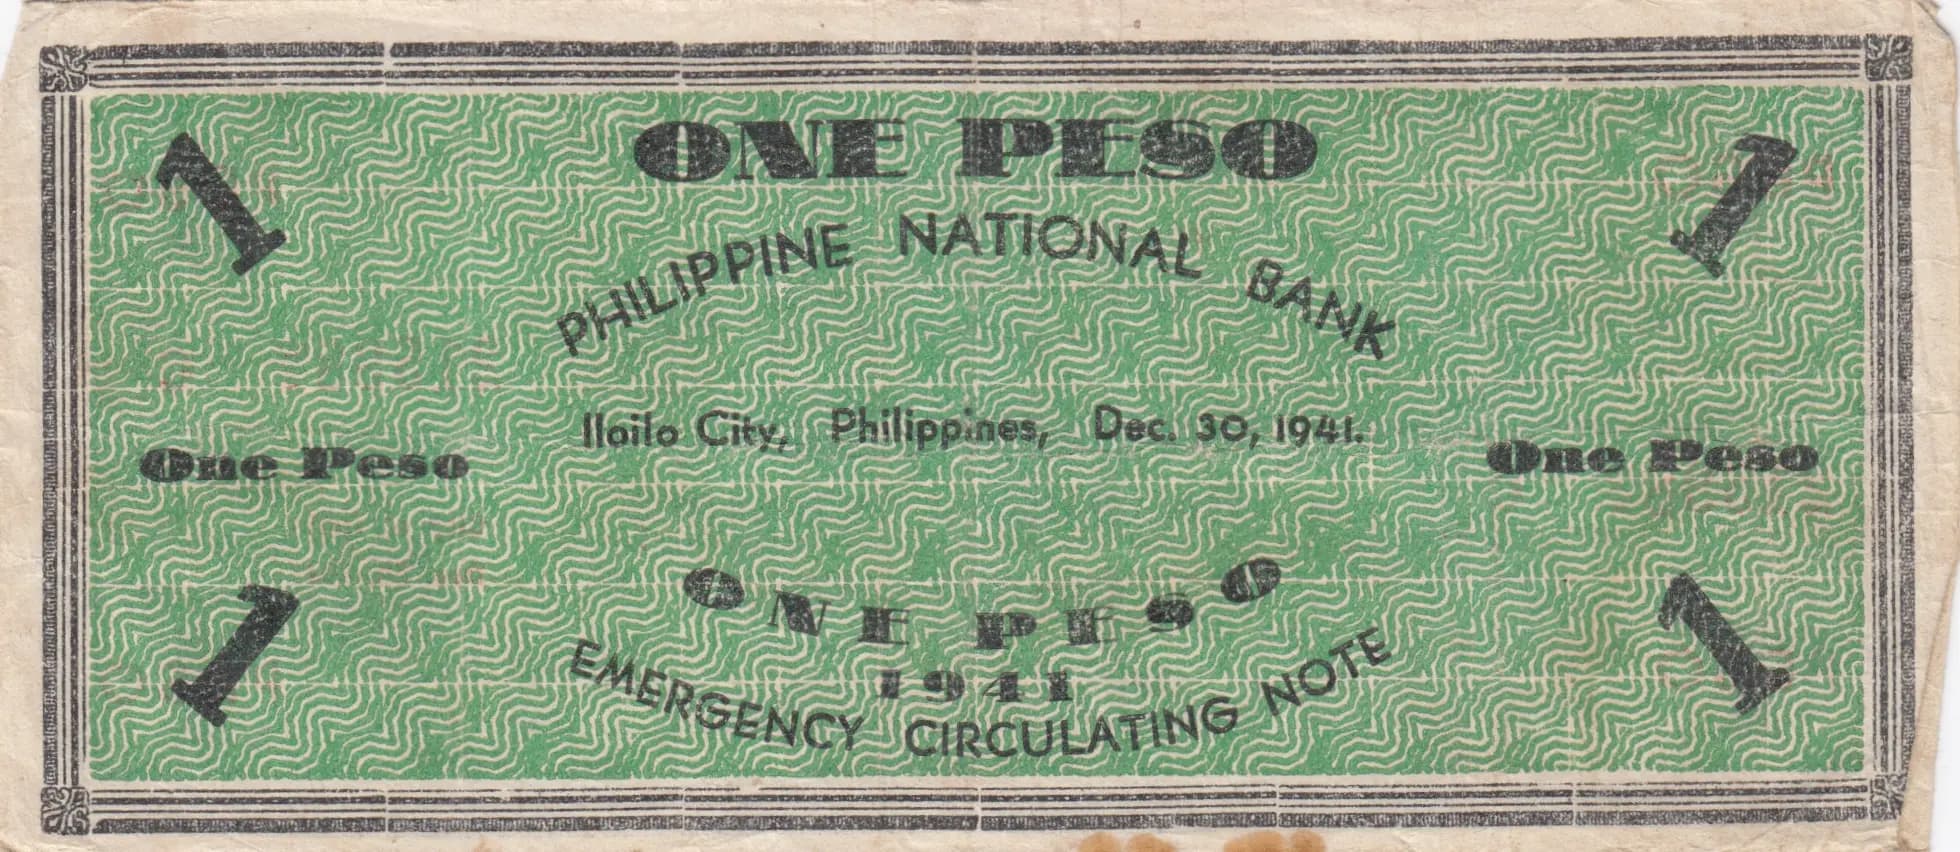 ONE PESO
1 1
PHILIPPINE NATIONAL BANK
Iloilo City, Philippines, Dec. 30, 1941.
One Peso One Peso
ONE PESO
1 1
1941
EMERGENCY CIRCULATING NOTE